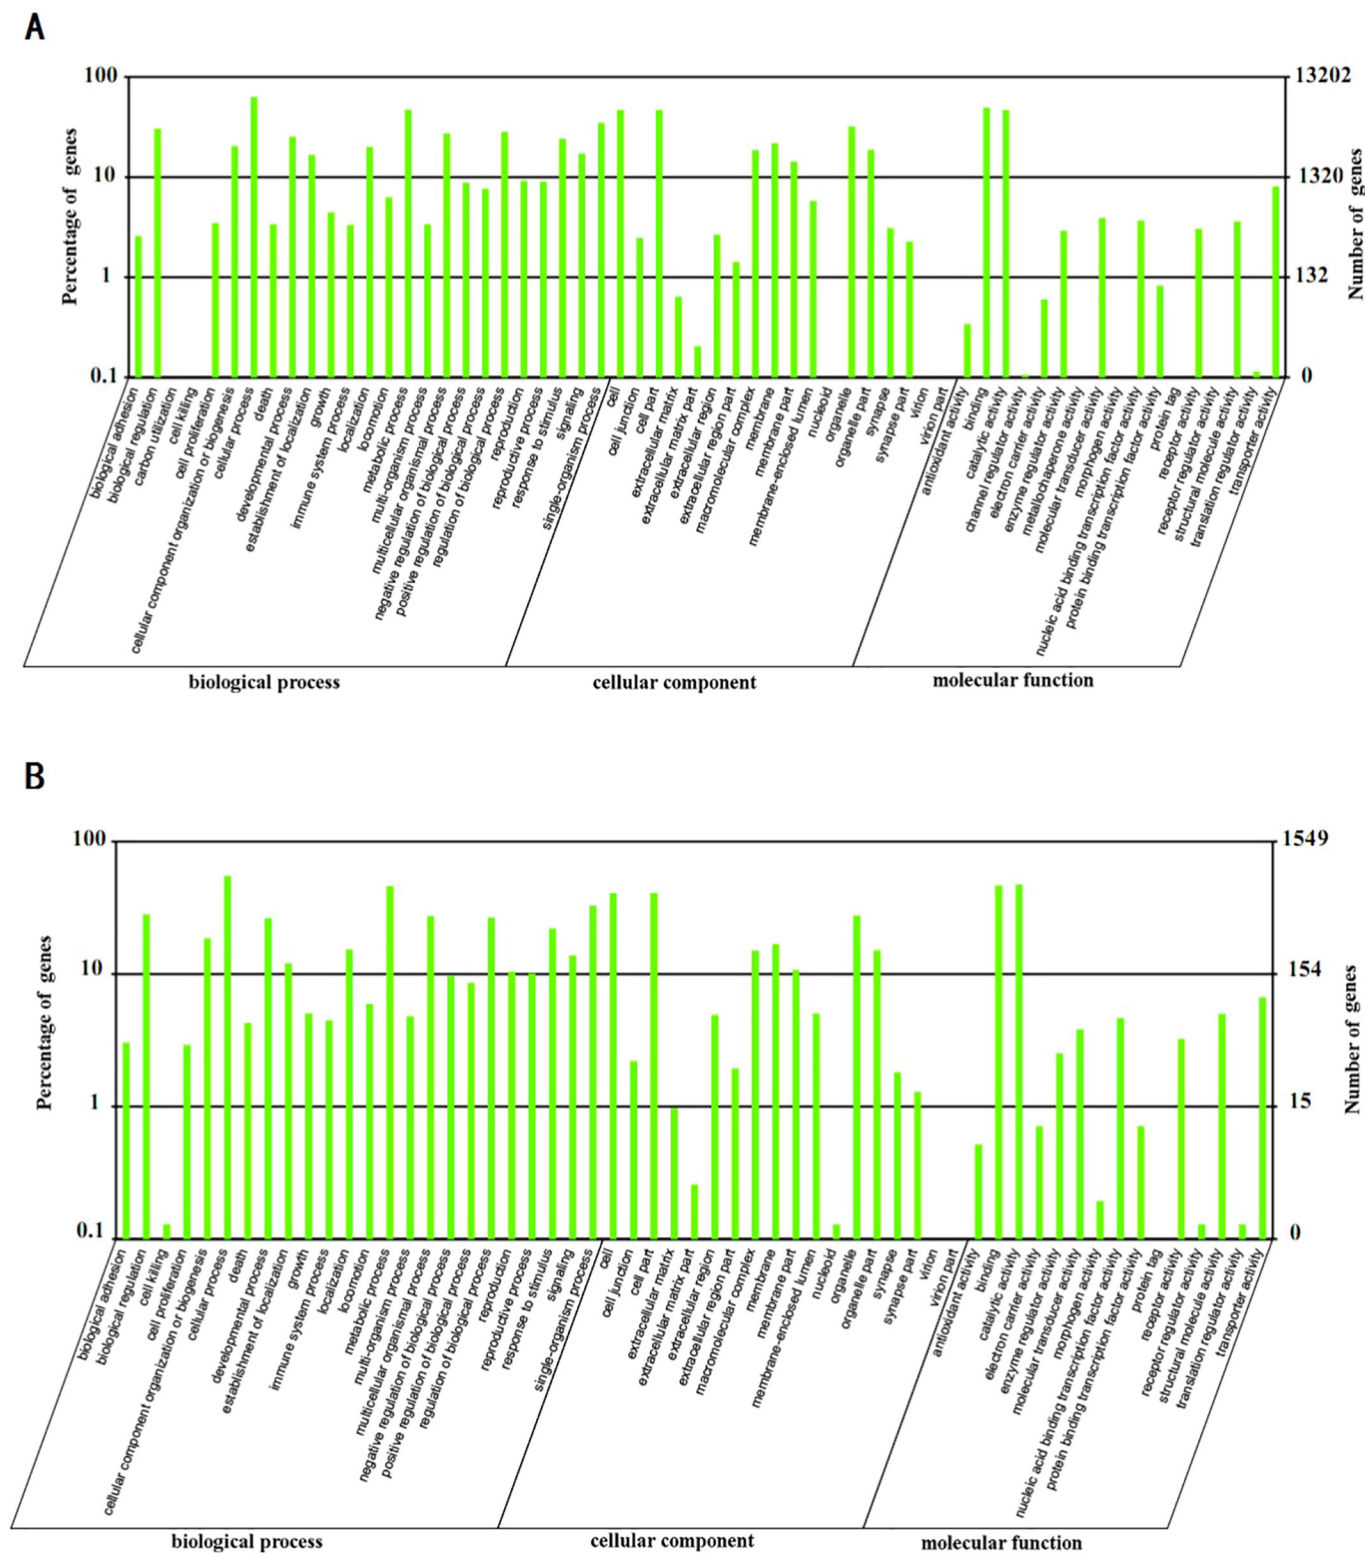 A
100
10
1
0.1
Percentage of genes
13202
1320
132
0
Number of genes
biological adhesion
biological regulation
carbon utilization
cell killing
cell proliferation
cellular component organization or biogenesis
cellular process
death
developmental process
establishment of localization
growth
immune system process
localization
locomotion
metabolic process
multi-organism process
multicellular organismal process
negative regulation of biological process
positive regulation of biological process
regulation of biological process
reproduction
reproductive process
response to stimulus
signaling
single-organism process
cell
cell junction
cell part
extracellular matrix
extracellular matrix part
extracellular region
extracellular region part
macromolecular complex
membrane
membrane part
membrane-enclosed lumen
nucleoid
organelle
organelle part
synapse
synapse part
virion
virion part
antioxidant activity
binding
catalytic activity
channel regulator activity
electron carrier activity
enzyme regulator activity
metallochaperone activity
molecular transducer activity
morphogen activity
nucleic acid binding transcription factor activity
protein binding transcription factor activity
protein tag
receptor activity
receptor regulator activity
structural molecule activity
translation regulator activity
transporter activity
biological process
cellular component
molecular function
B
100
10
1
0.1
Percentage of genes
1549
154
15
0
Number of genes
biological adhesion
biological regulation
cell killing
cell proliferation
cellular component organization or biogenesis
cellular process
death
developmental process
establishment of localization
growth
immune system process
localization
locomotion
metabolic process
multi-organism process
multicellular organismal process
negative regulation of biological process
positive regulation of biological process
regulation of biological process
reproduction
reproductive process
response to stimulus
signaling
single-organism process
cell
cell junction
cell part
extracellular matrix
extracellular matrix part
extracellular region
extracellular region part
macromolecular complex
membrane
membrane part
membrane-enclosed lumen
nucleoid
organelle
organelle part
synapse
synapse part
virion
virion part
antioxidant activity
binding
catalytic activity
electron carrier activity
enzyme regulator activity
molecular transducer activity
morphogen activity
nucleic acid binding transcription factor activity
protein binding transcription factor activity
protein tag
receptor activity
receptor regulator activity
structural molecule activity
translation regulator activity
transporter activity
biological process
cellular component
molecular function